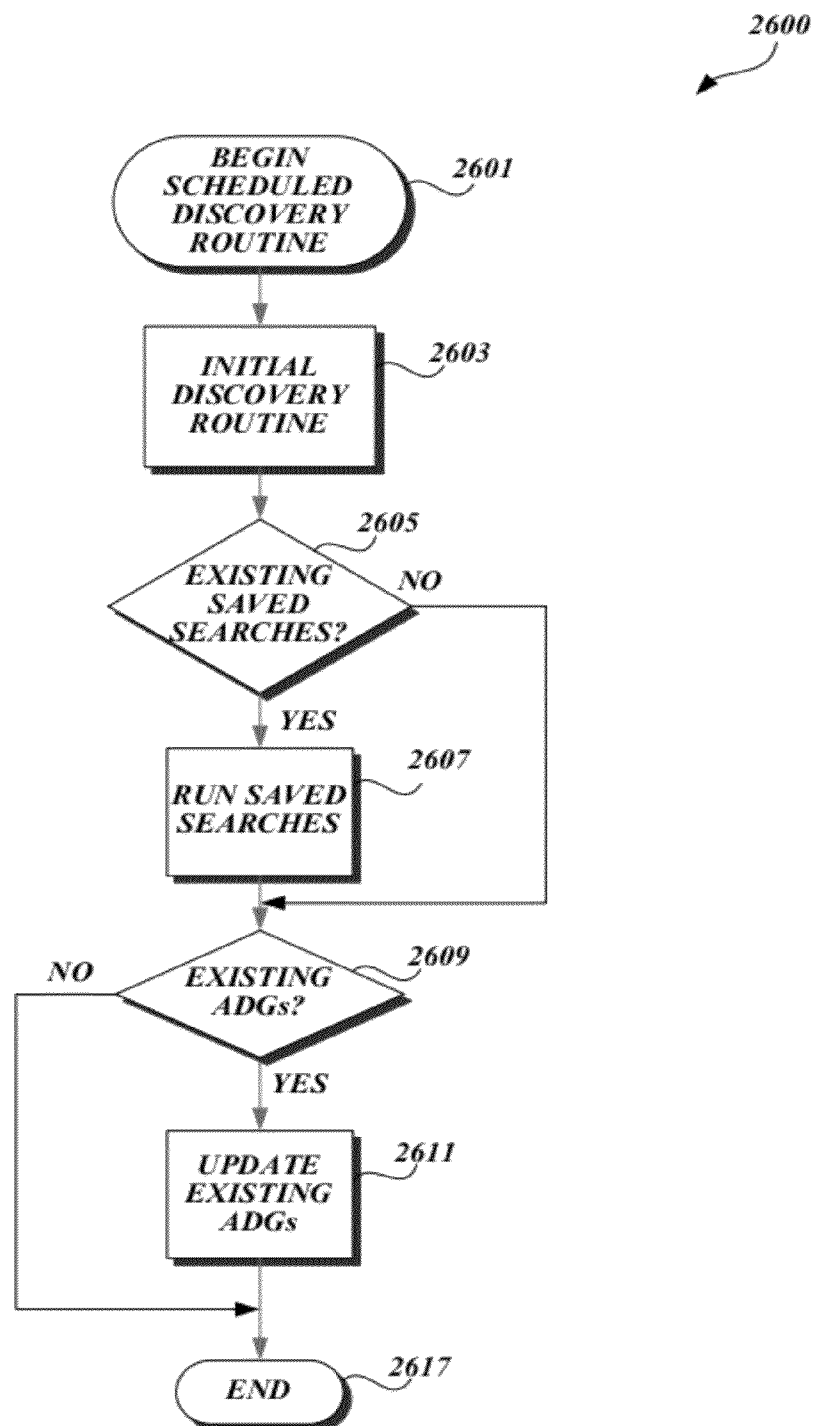 2600
BEGIN
SCHEDULED
DISCOVERY
ROUTINE
2601
INITIAL
DISCOVERY
ROUTINE
2603
2605
EXISTING
SAVED
SEARCHES?
NO
YES
RUN SAVED
SEARCHES
2607
NO
EXISTING
ADGs?
2609
YES
UPDATE
EXISTING
ADGs
2611
END
2617